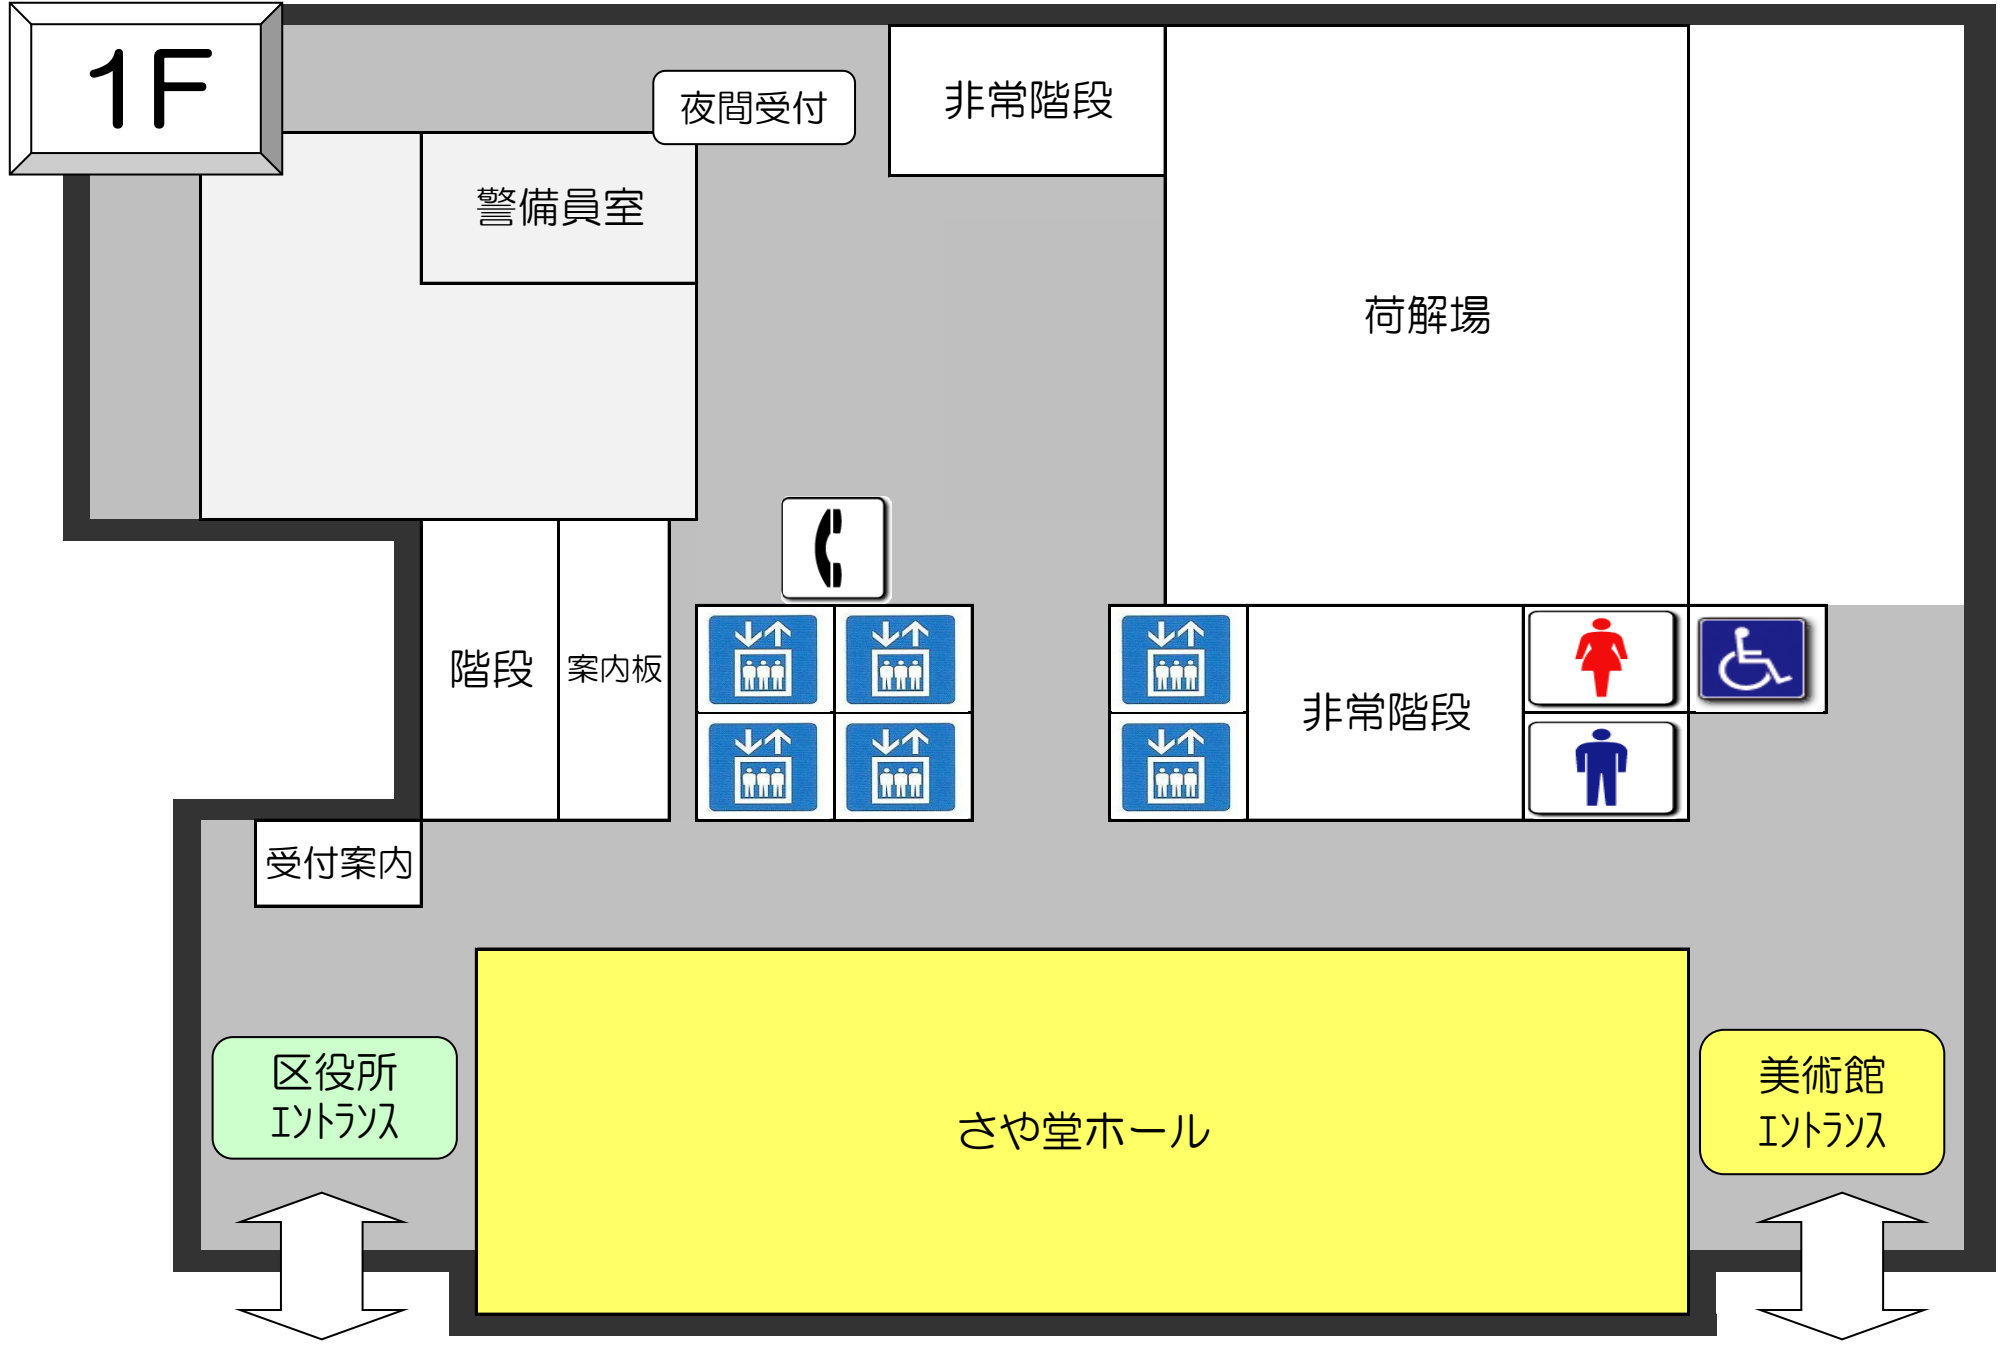 1F
夜間受付
非常階段
警備員室
荷解場
階段
案内板
非常階段
受付案内
区役所
エントランス
さや堂ホール
美術館
エントランス